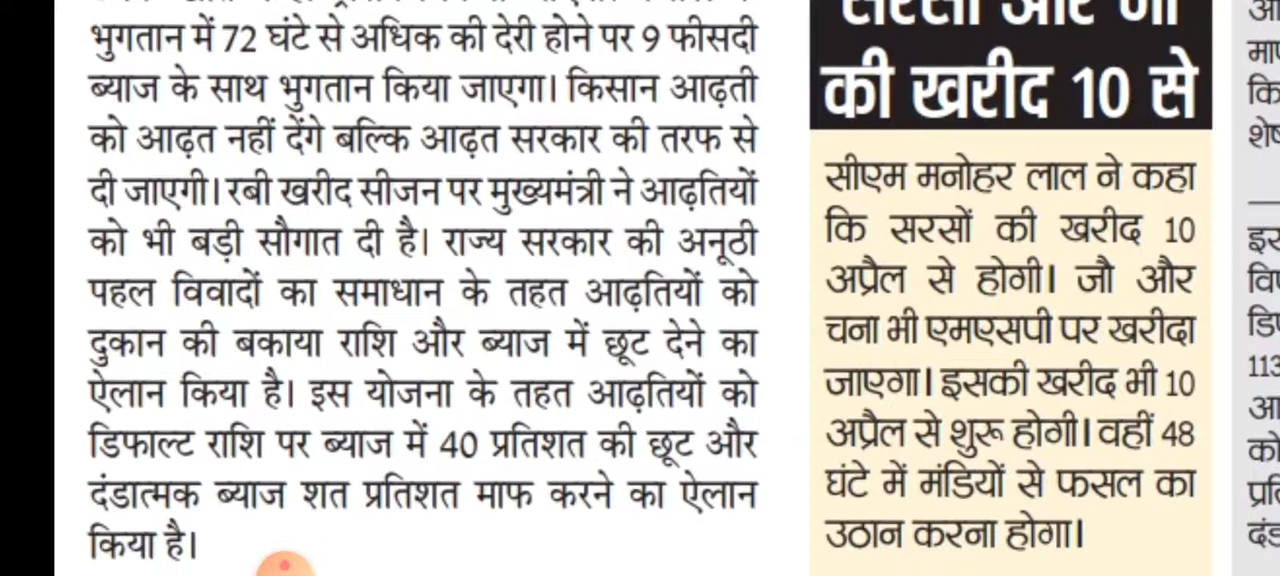 भुगतान में 72 घंटे से अधिक की देरी होने पर 9 फीसदी
ब्याज के साथ भुगतान किया जाएगा। किसान आढ़ती
को आढ़त नहीं देंगे बल्कि आढ़त सरकार की तरफ से
दी जाएगी। रबी खरीद सीजन पर मुख्यमंत्री ने आढ़तियों
को भी बड़ी सौगात दी है। राज्य सरकार की अनूठी
पहल विवादों का समाधान के तहत आढ़तियों को
दुकान की बकाया राशि और ब्याज में छूट देने का
ऐलान किया है। इस योजना के तहत आढ़तियों को
डिफाल्ट राशि पर ब्याज में 40 प्रतिशत की छूट और
दंडात्मक ब्याज शत प्रतिशत माफ करने का ऐलान
किया है।
सरसों और जौ
की खरीद 10 से
सीएम मनोहर लाल ने कहा
कि सरसों की खरीद 10
अप्रैल से होगी। जौ और
चना भी एमएसपी पर खरीदा
जाएगा। इसकी खरीद भी 10
अप्रैल से शुरू होगी। वहीं 48
घंटे में मंडियों से फसल का
उठान करना होगा।
113